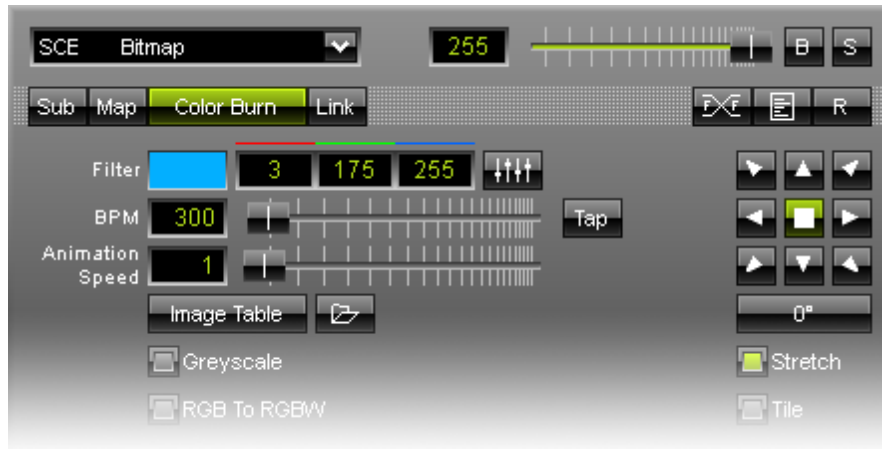 SCE Bitmap 255 B S
Sub Map Color Burn Link F F R
Filter 3 175 255
BPM 300 Tap
Animation
Speed 1
Image Table 0°
Greyscale Stretch
RGB To RGBW Tile